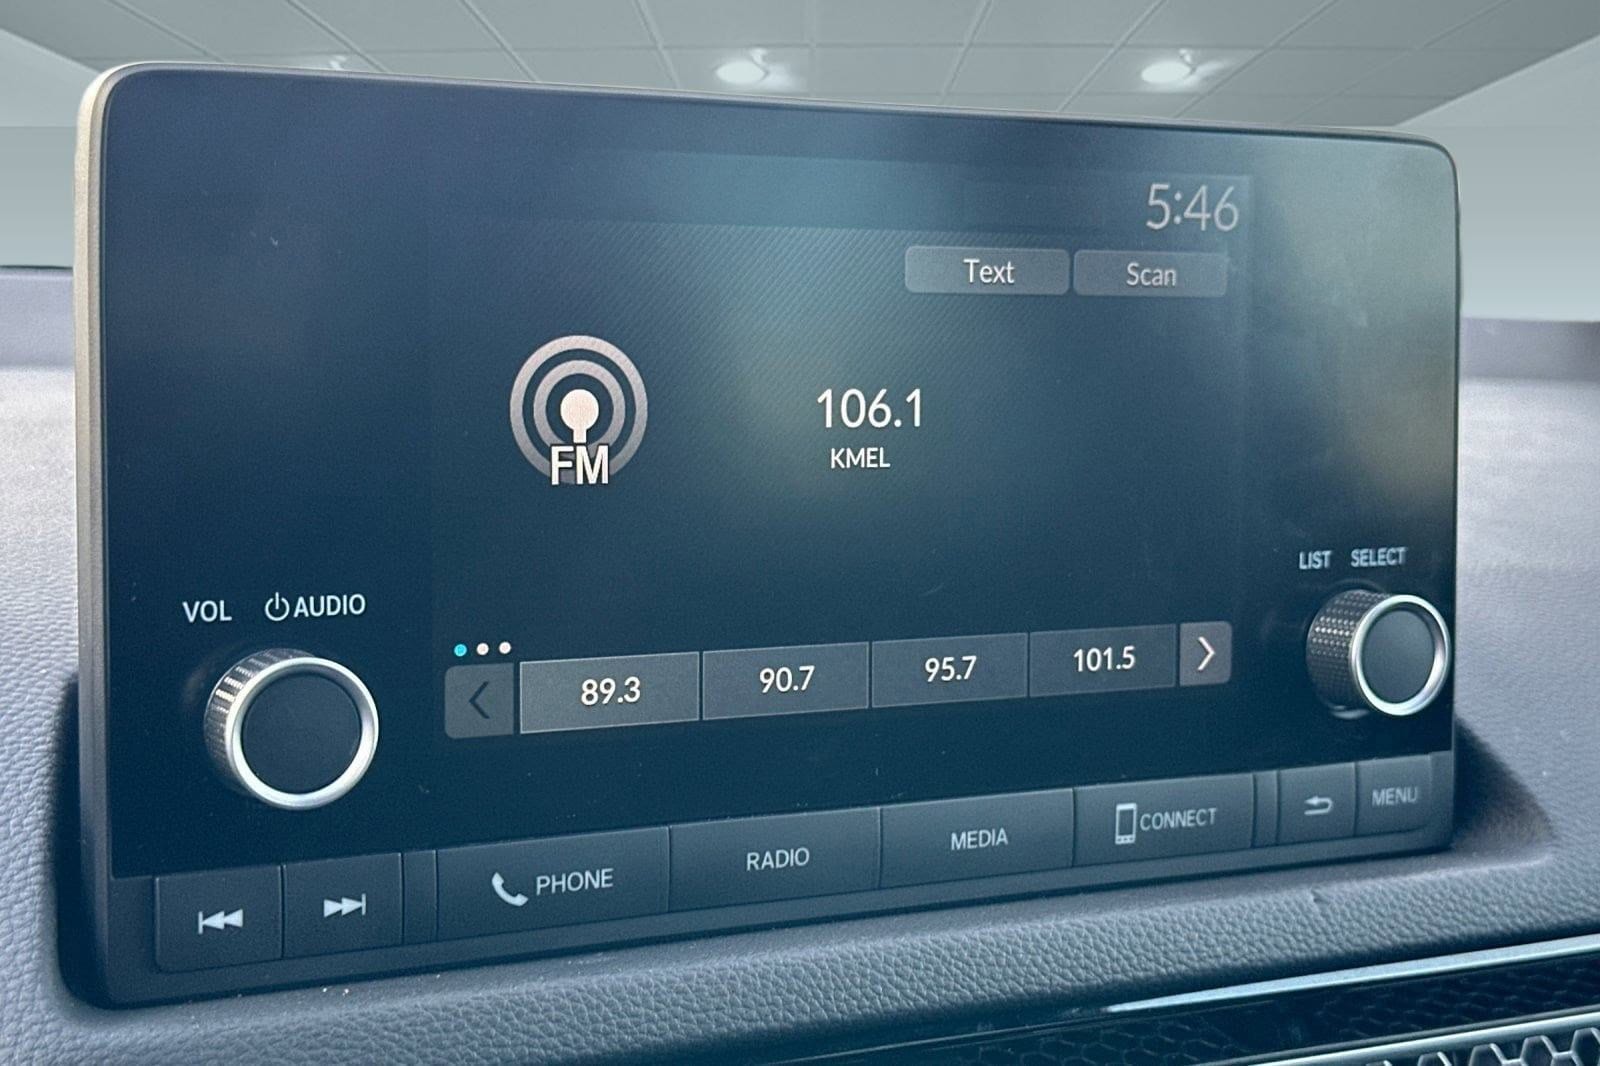 5:46
Text Scan
106.1
KMEL
FM
LIST SELECT
VOL AUDIO
89.3 90.7 95.7 101.5
PHONE RADIO MEDIA CONNECT MENU